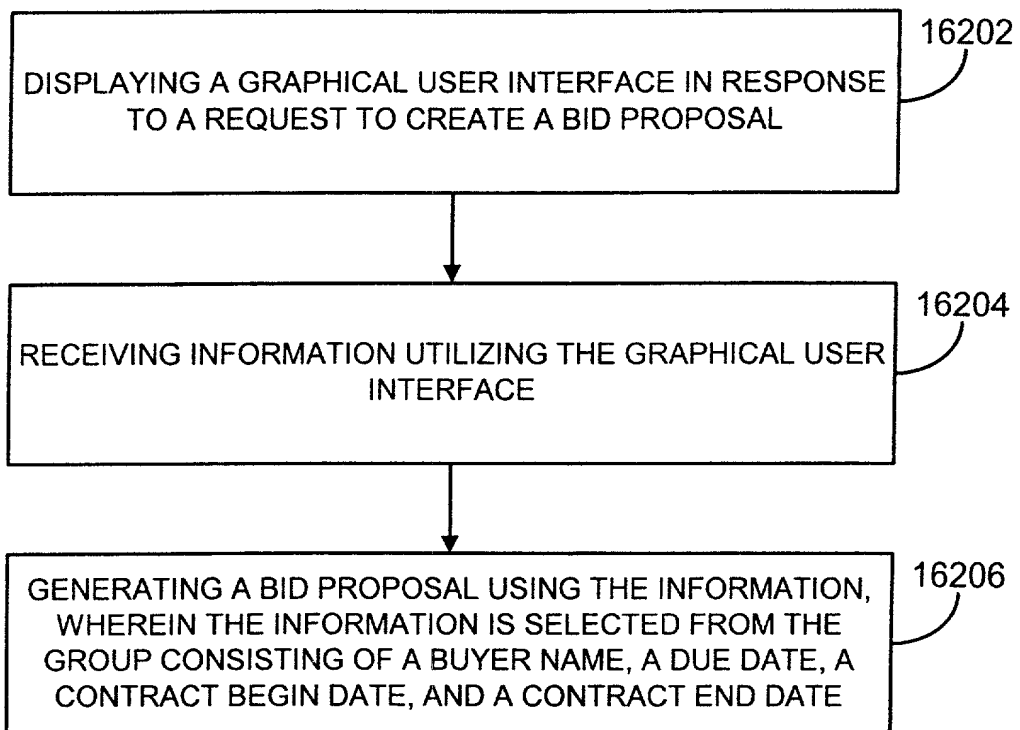 16202
DISPLAYING A GRAPHICAL USER INTERFACE IN RESPONSE
TO A REQUEST TO CREATE A BID PROPOSAL
16204
RECEIVING INFORMATION UTILIZING THE GRAPHICAL USER
INTERFACE
16206
GENERATING A BID PROPOSAL USING THE INFORMATION,
WHEREIN THE INFORMATION IS SELECTED FROM THE
GROUP CONSISTING OF A BUYER NAME, A DUE DATE, A
CONTRACT BEGIN DATE, AND A CONTRACT END DATE